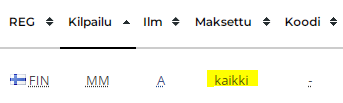 REG Kilpailu Ilm Maksettu Koodi
FIN MM A kaikki -